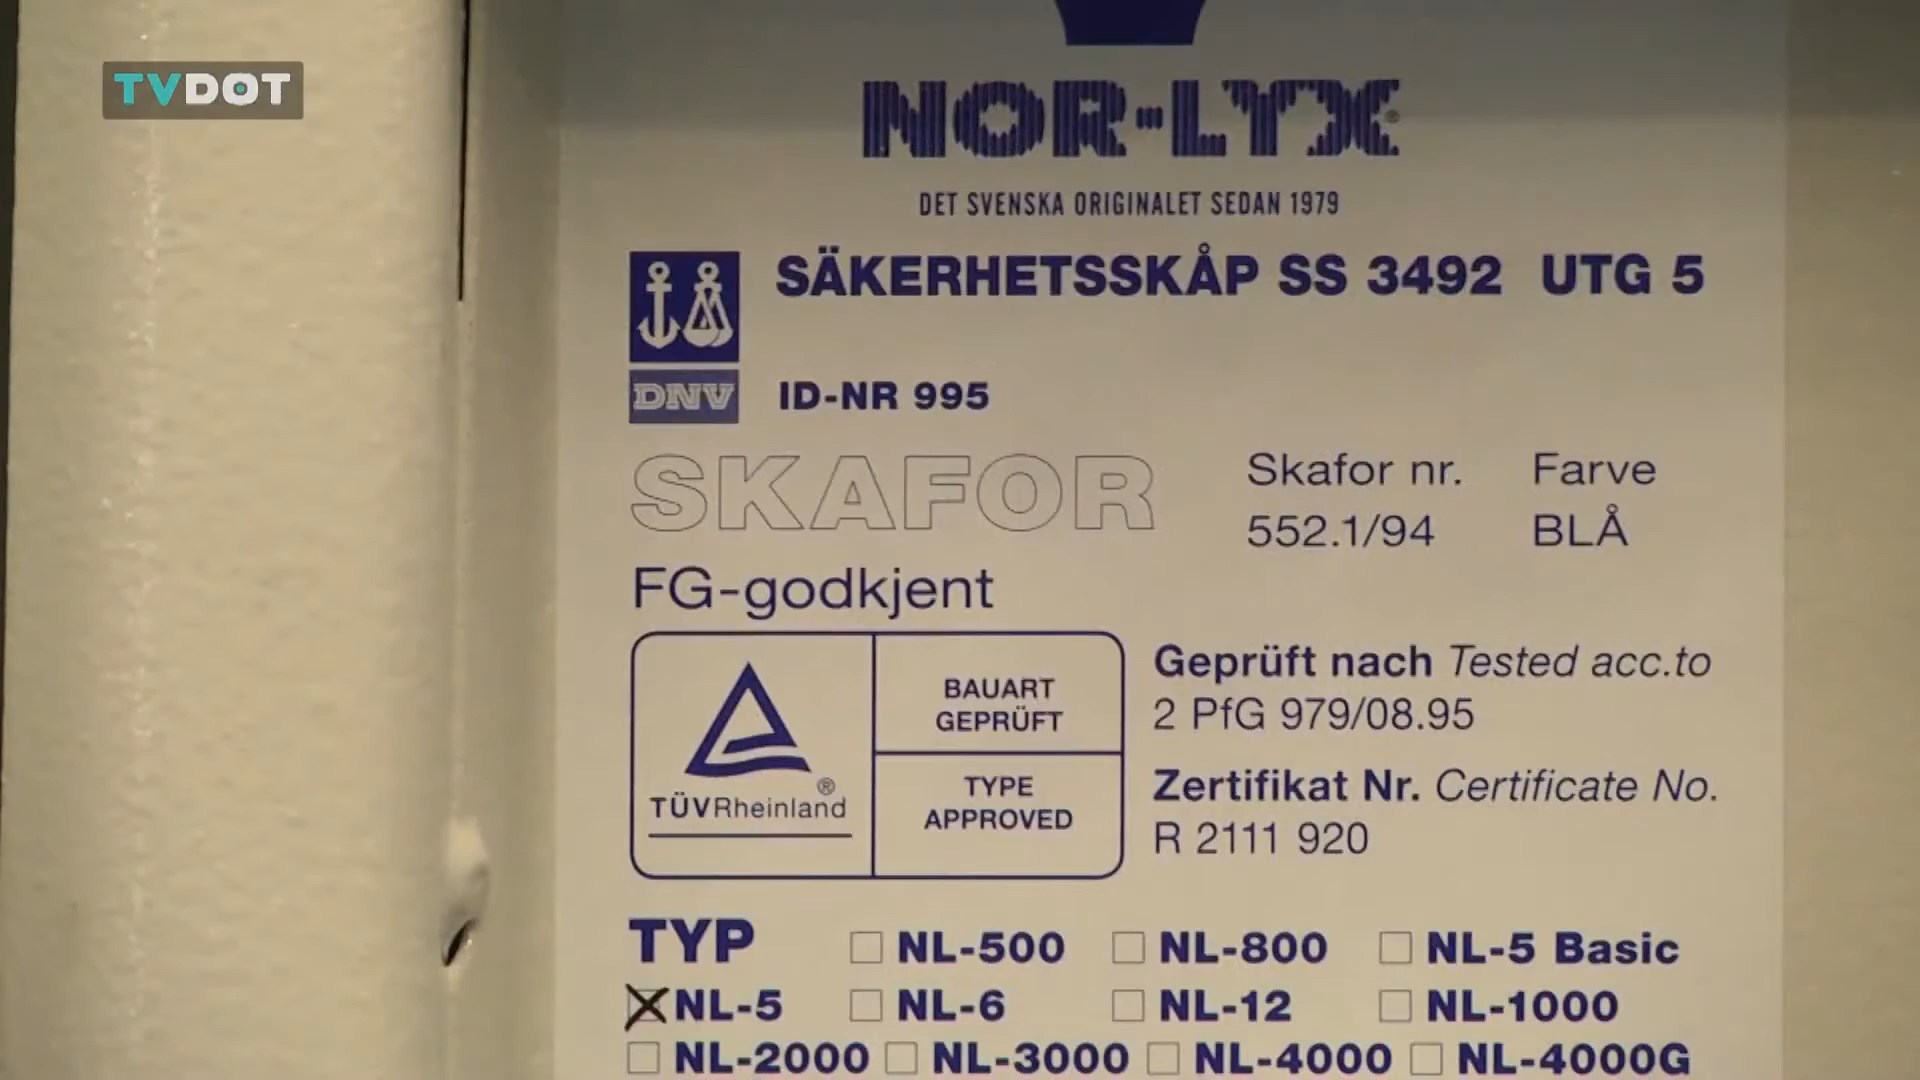 TVDOT
NOR-LYX®
DET SVENSKA ORIGINALET SEDAN 1979
SÄKERHETSSKÅP SS 3492 UTG 5
DNV
ID-NR 995
SKAFOR
Skafor nr. Farve
552.1/94 BLÅ
FG-godkjent
BAUART
GEPRÜFT
TYPE
APPROVED
®
TÜVRheinland
Geprüft nach Tested acc.to
2 PfG 979/08.95
Zertifikat Nr. Certificate No.
R 2111 920
TYP NL-500 NL-800 NL-5 Basic
NL-5 NL-6 NL-12 NL-1000
NL-2000 NL-3000 NL-4000 NL-4000G